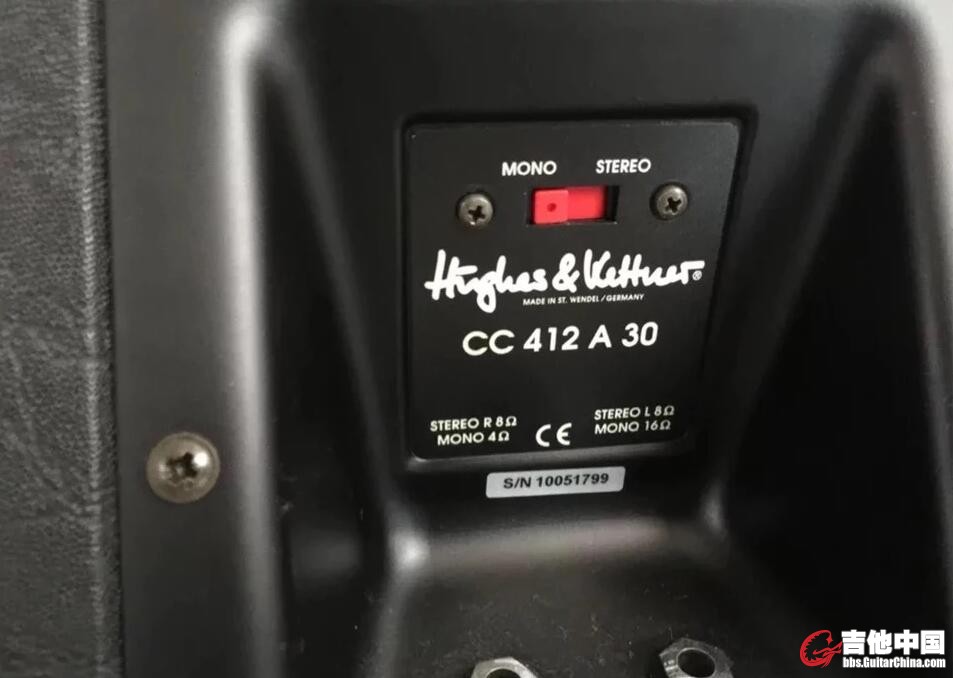 MONO STEREO
Hughes & Kettner®
MADE IN ST. WENDEL / GERMANY
CC 412 A 30
STEREO R 8Ω
MONO 4Ω
CE
STEREO L 8Ω
MONO 16Ω
S/N 10051799
吉他中国
bbs.GuitarChina.com